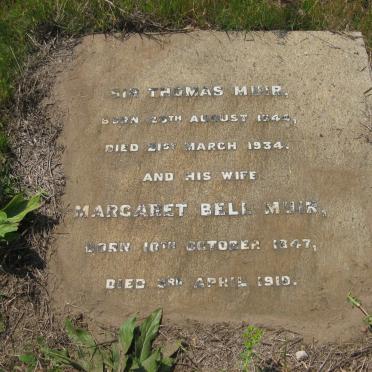 SIR THOMAS MUIR.
BORN 25TH AUGUST 1844,
DIED 21ST MARCH 1934.
AND HIS WIFE
MARGARET BELL MUIR,
BORN 10TH OCTOBER 1847,
DIED 3RD APRIL 1919.